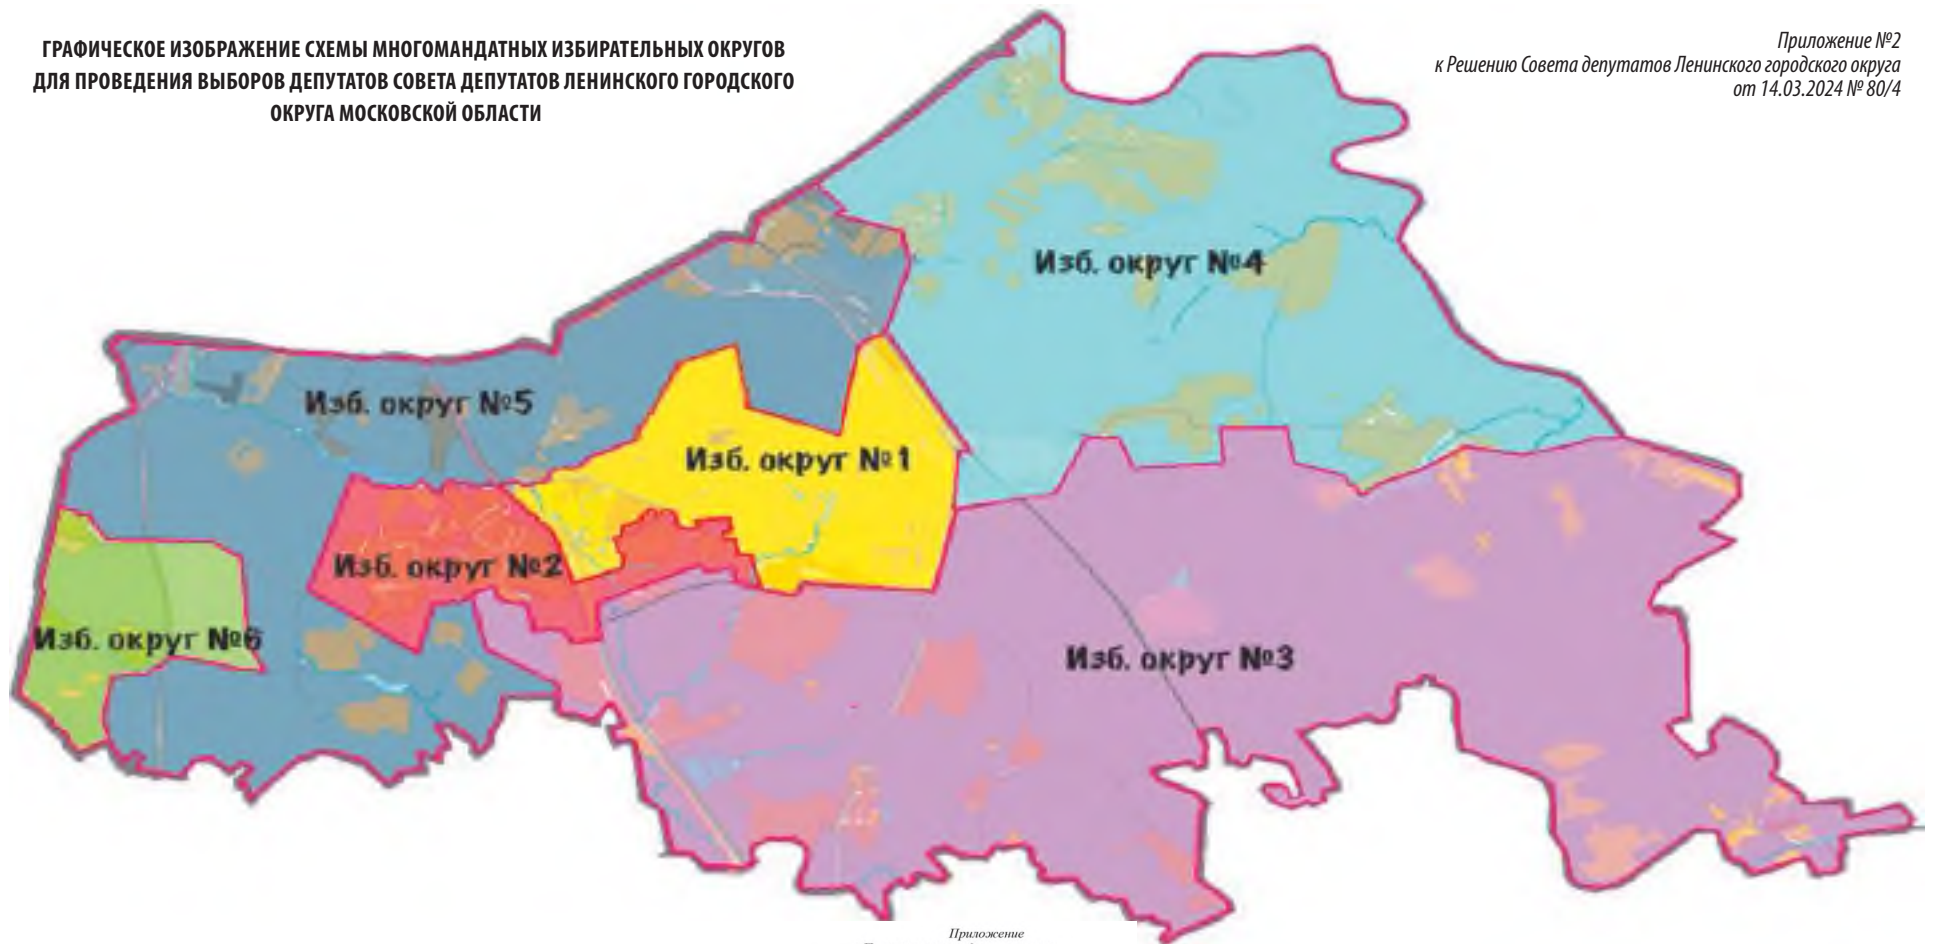 ГРАФИЧЕСКОЕ ИЗОБРАЖЕНИЕ СХЕМЫ МНОГОМАНДАТНЫХ ИЗБИРАТЕЛЬНЫХ ОКРУГОВ
ДЛЯ ПРОВЕДЕНИЯ ВЫБОРОВ ДЕПУТАТОВ СОВЕТА ДЕПУТАТОВ ЛЕНИНСКОГО ГОРОДСКОГО
ОКРУГА МОСКОВСКОЙ ОБЛАСТИ
Приложение №2
к Решению Совета депутатов Ленинского городского округа
от 14.03.2024 № 80/4
Изб. округ №4
Изб. округ №5
Изб. округ №1
Изб. округ №2
Изб. округ №6
Изб. округ №3
Приложение